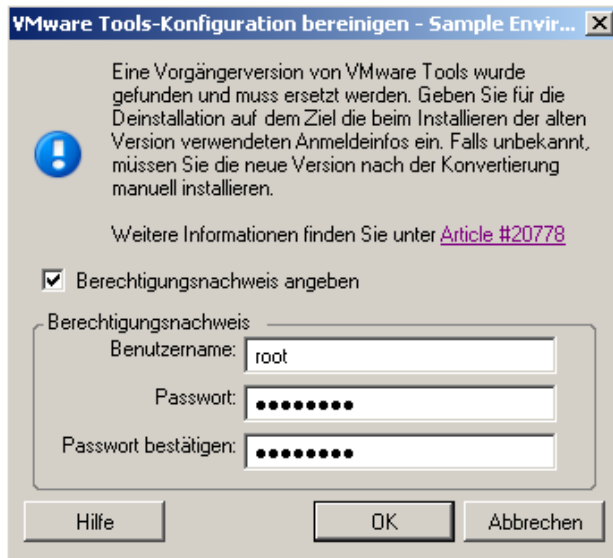 VMware Tools-Konfiguration bereinigen - Sample Envir...
Eine Vorgängerversion von VMware Tools wurde
gefunden und muss ersetzt werden. Geben Sie für die
Deinstallation auf dem Ziel die beim Installieren der alten
Version verwendeten Anmeldeinfos ein. Falls unbekannt,
müssen Sie die neue Version nach der Konvertierung
manuell installieren.
Weitere Informationen finden Sie unter Article #20778
Berechtigungsnachweis angeben
Berechtigungsnachweis
Benutzername: root
Passwort: ●●●●●●●●
Passwort bestätigen: ●●●●●●●●
Hilfe OK Abbrechen